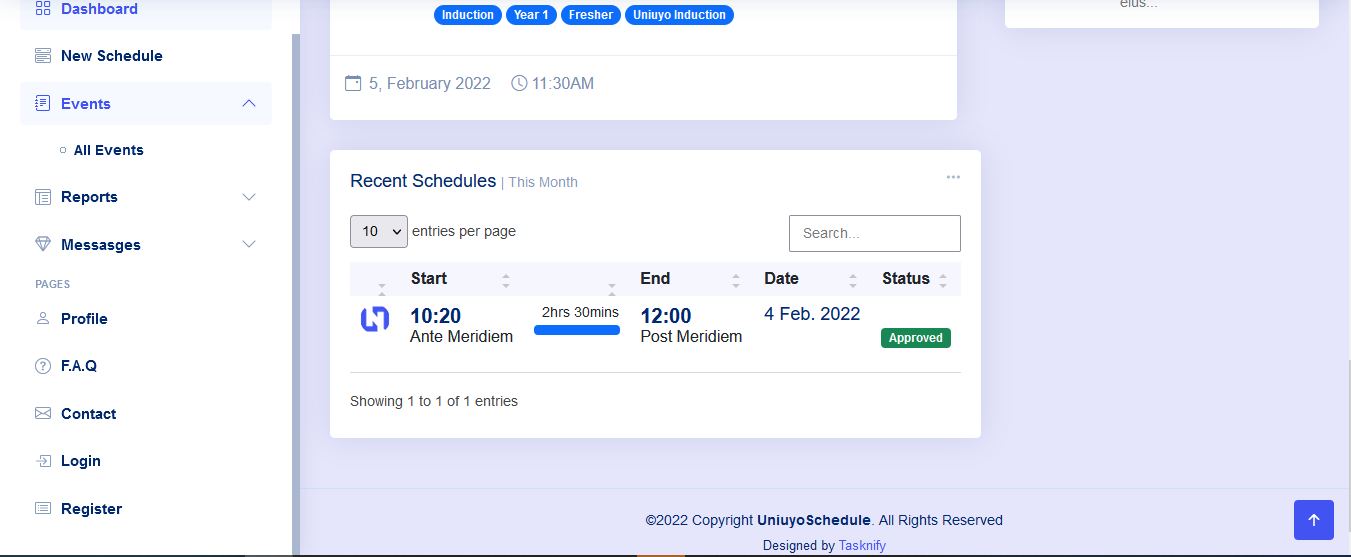 Dashboard
New Schedule
Events
All Events
Reports
Messasges
PAGES
Profile
F.A.Q
Contact
Login
Register
Induction Year 1 Fresher Uniuyo Induction
5, February 2022 11:30AM
eius...
Recent Schedules | This Month
10 entries per page Search...
Start End Date Status
10:20 2hrs 30mins 12:00 4 Feb. 2022
Ante Meridiem Post Meridiem Approved
Showing 1 to 1 of 1 entries
©2022 Copyright UniuyoSchedule. All Rights Reserved
Designed by Tasknify